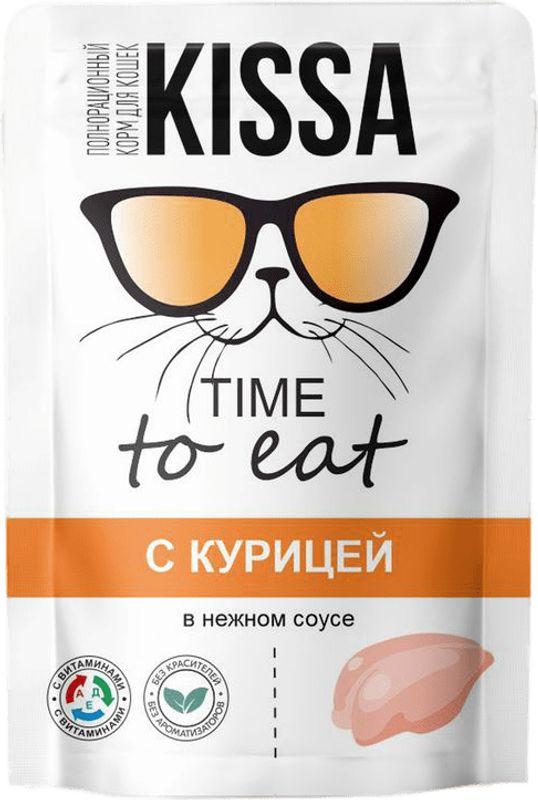 ПОЛНОРАЦИОННЫЙ
КОРМ ДЛЯ КОШЕК
KISSA
TIME
to eat
С КУРИЦЕЙ
в нежном соусе
С ВИТАМИНАМИ
А Д
Е
С ВИТАМИНАМИ
БЕЗ КРАСИТЕЛЕЙ
БЕЗ АРОМАТИЗАТОРОВ